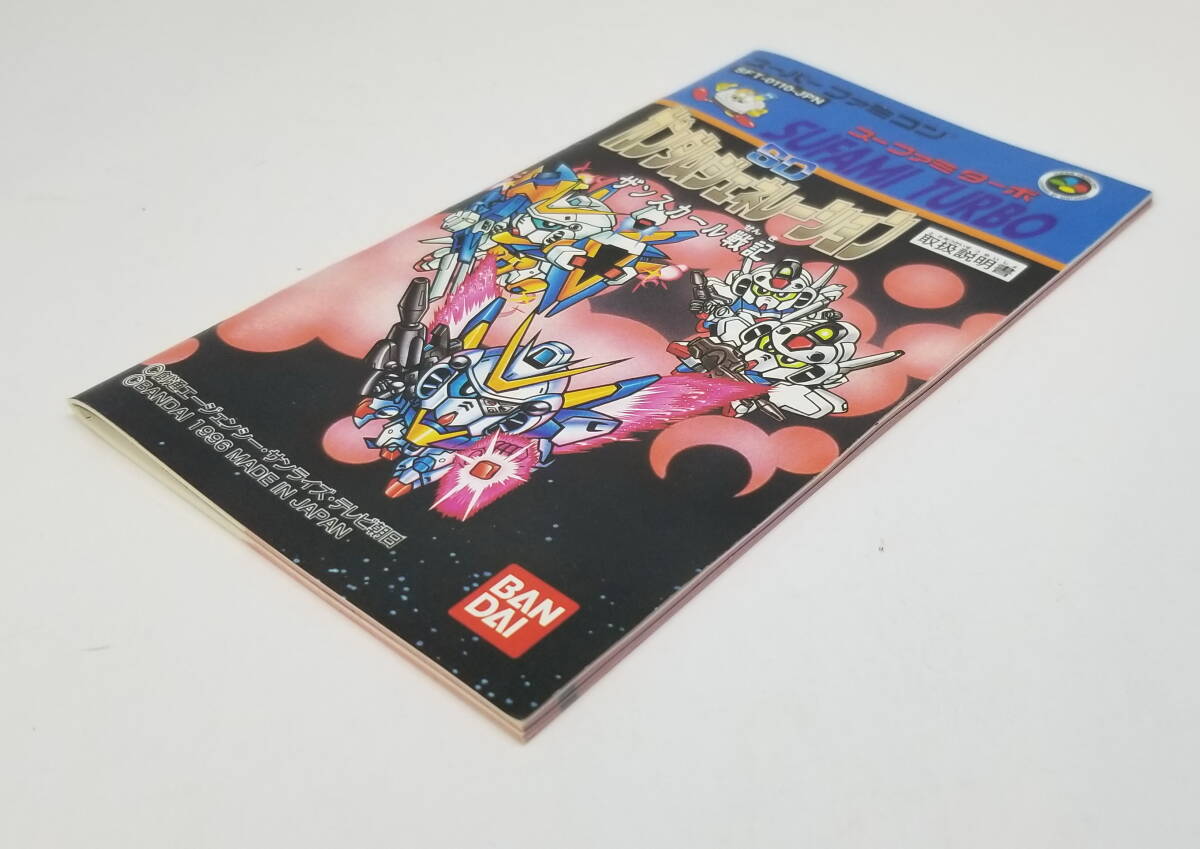 スーパーファミコン
SFT-0110-JPN
スーファミターボ
SUFAMI TURBO
SD
ガンダムジェネレーション
ザンスカール戦記
せんき
取扱説明書
©創通エージェンシー・サンライズ・テレビ朝日
©BANDAI 1996 MADE IN JAPAN
BAN
DAI